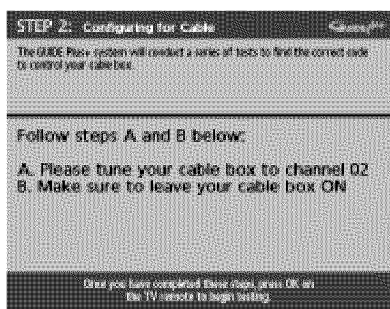 STEP 2: Configuring for Cable
The GUIDE Plus+ system will conduct a series of tests to find the correct code
to control your cable box.
Follow steps A and B below:
A. Please tune your cable box to channel 02
B. Make sure to leave your cable box ON
Once you have completed these steps, press OK on
the TV remote to begin testing.